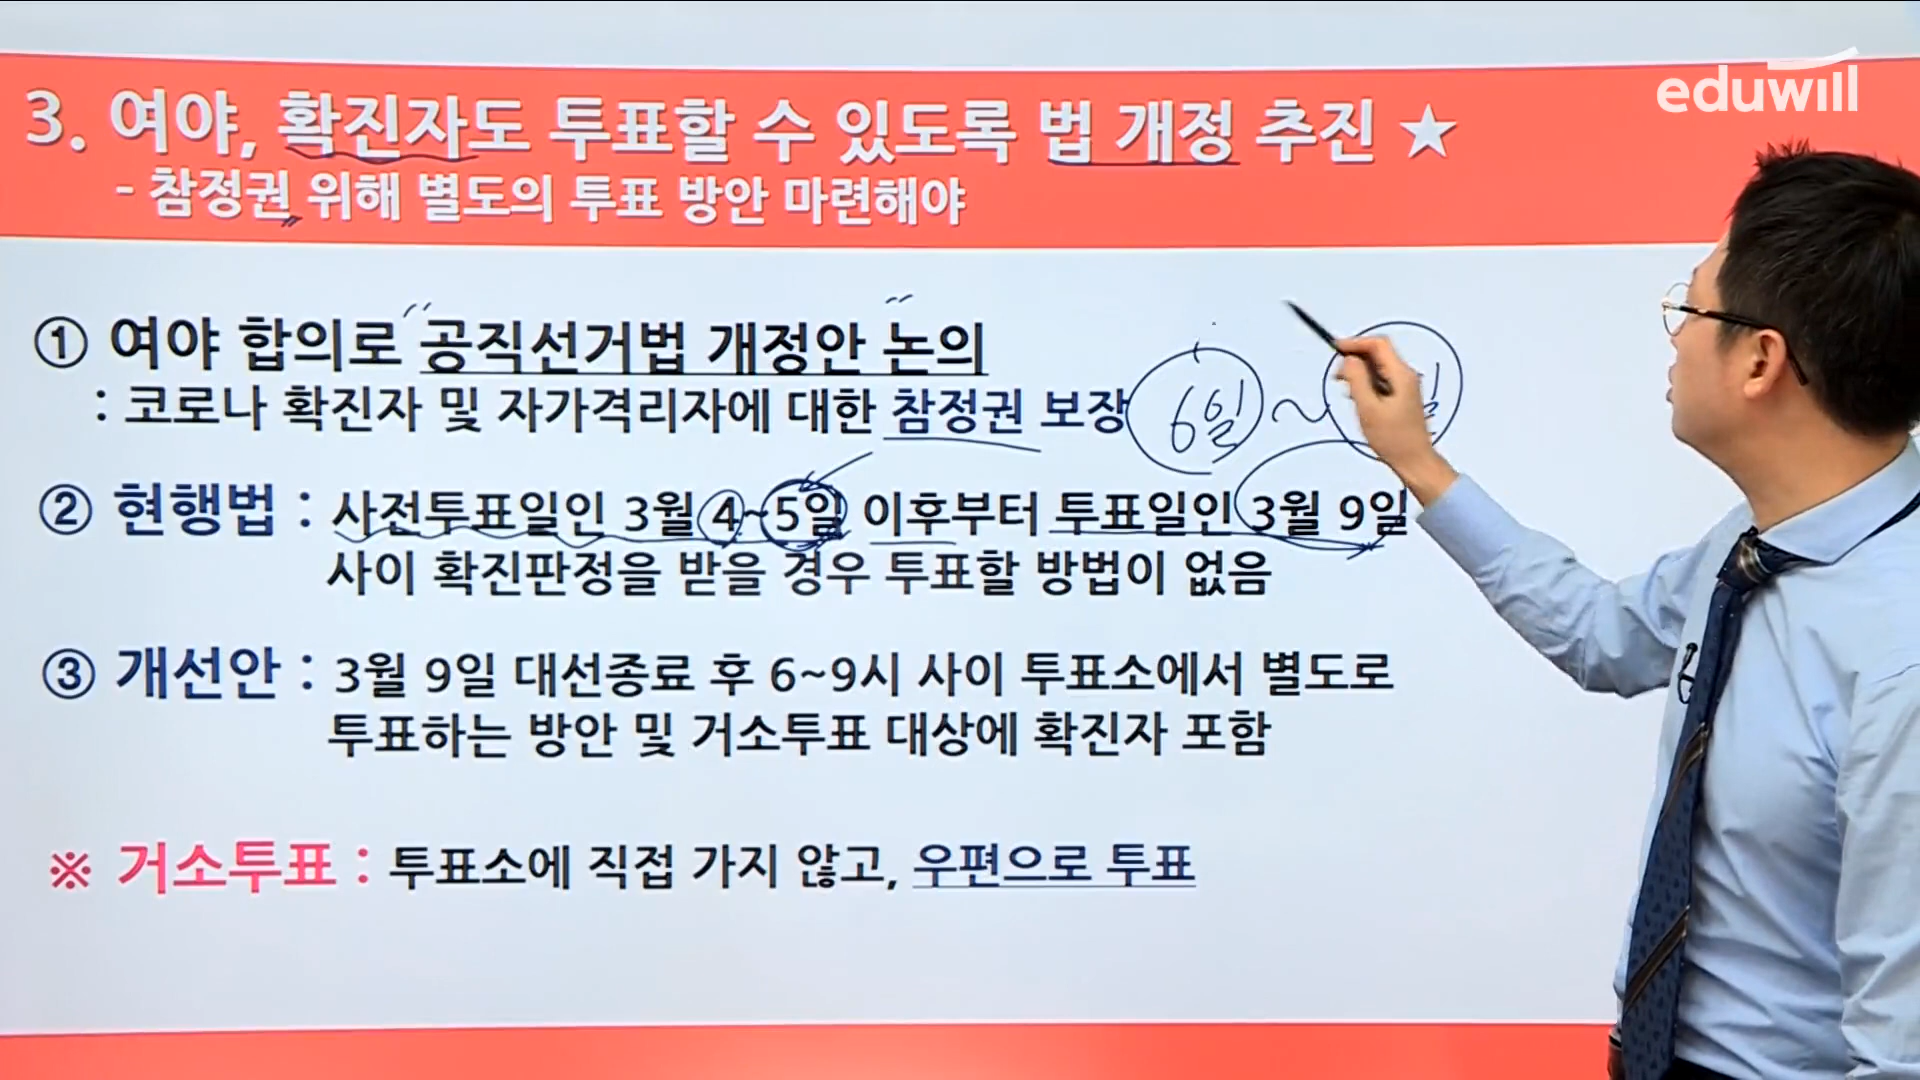 eduwill
3. 여야, 확진자도 투표할 수 있도록 법 개정 추진 ★
- 참정권 위해 별도의 투표 방안 마련해야
① 여야 합의로 공직선거법 개정안 논의
: 코로나 확진자 및 자가격리자에 대한 참정권 보장
6일 ~ 일
② 현행법 : 사전투표일인 3월 4~5일 이후부터 투표일인 3월 9일
사이 확진판정을 받을 경우 투표할 방법이 없음
③ 개선안 : 3월 9일 대선종료 후 6~9시 사이 투표소에서 별도로
투표하는 방안 및 거소투표 대상에 확진자 포함
※ 거소투표 : 투표소에 직접 가지 않고, 우편으로 투표